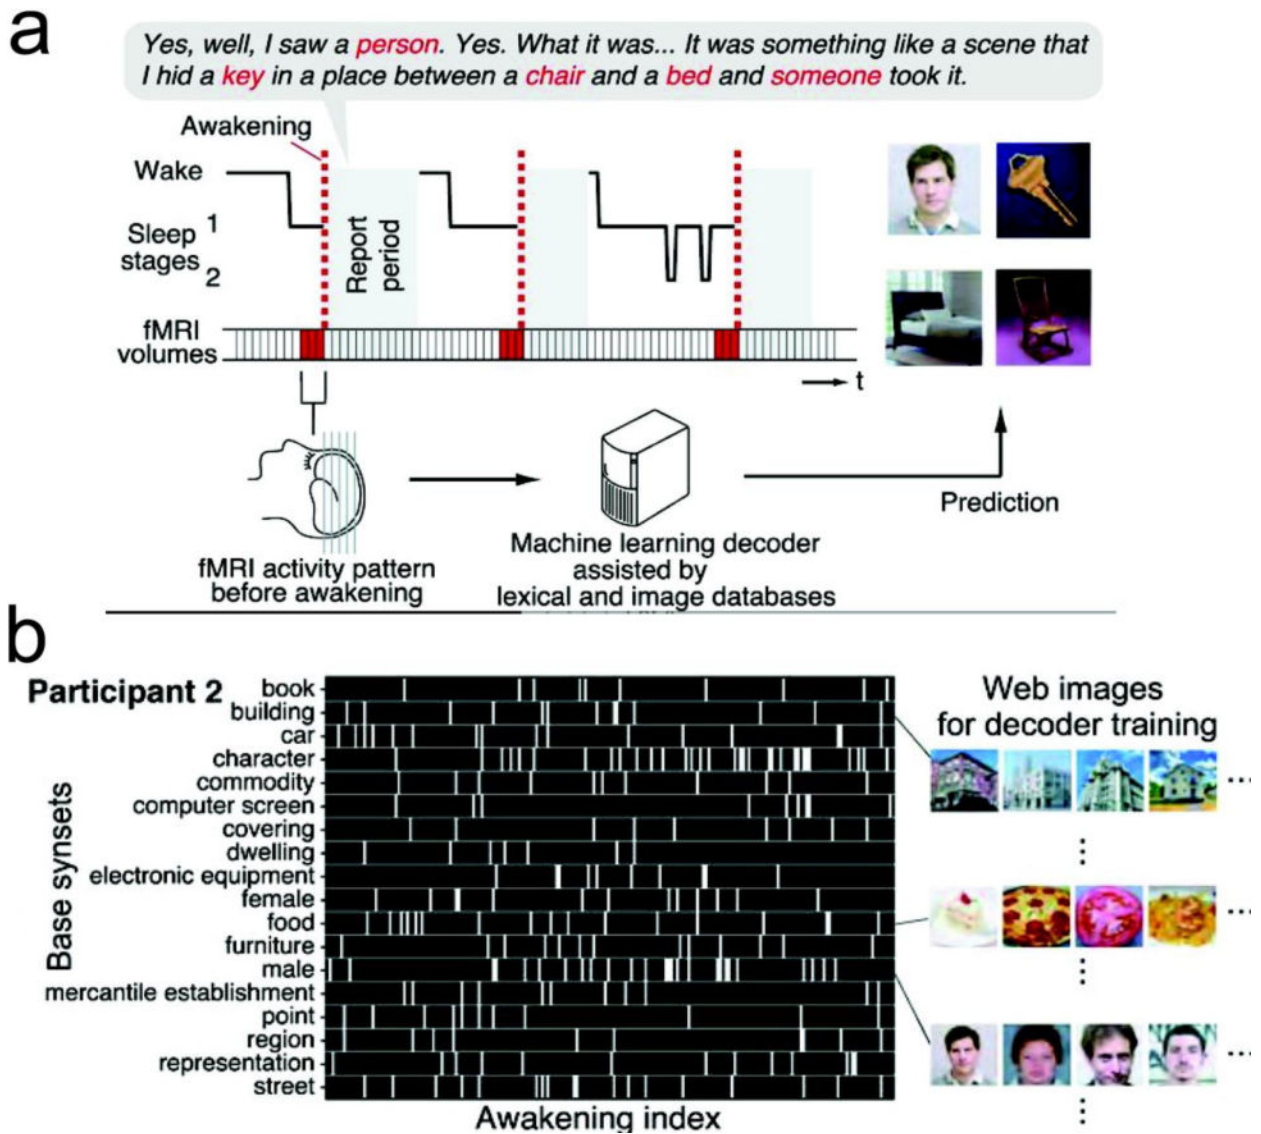 a
Yes, well, I saw a person. Yes. What it was... It was something like a scene that
I hid a key in a place between a chair and a bed and someone took it.
Awakening
Wake
Sleep
stages
1
2
Report
period
fMRI
volumes
t
Prediction
fMRI activity pattern
before awakening
Machine learning decoder
assisted by
lexical and image databases
b
Participant 2
Base synsets
book
building
car
character
commodity
computer screen
covering
dwelling
electronic equipment
female
food
furniture
male
mercantile establishment
point
region
representation
street
Awakening index
Web images
for decoder training
...
...
...